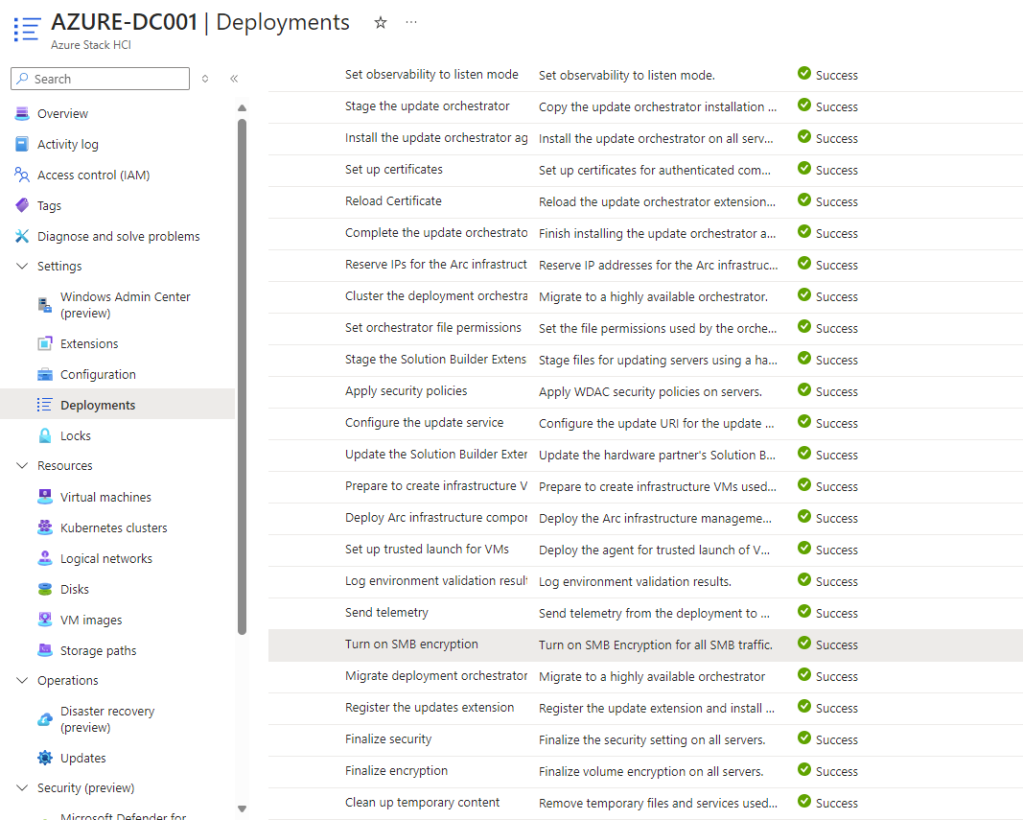 AZURE-DC001 | Deployments ☆ ...
Azure Stack HCI
Search
Overview
Activity log
Access control (IAM)
Tags
Diagnose and solve problems
Settings
Windows Admin Center
(preview)
Extensions
Configuration
Deployments
Locks
Resources
Virtual machines
Kubernetes clusters
Logical networks
Disks
VM images
Storage paths
Operations
Disaster recovery
(preview)
Updates
Security (preview)
Microsoft Defender for
Set observability to listen mode Set observability to listen mode. Success
Stage the update orchestrator Copy the update orchestrator installation ... Success
Install the update orchestrator ag Install the update orchestrator on all serv... Success
Set up certificates Set up certificates for authenticated com... Success
Reload Certificate Reload the update orchestrator extension... Success
Complete the update orchestrato Finish installing the update orchestrator a... Success
Reserve IPs for the Arc infrastruct Reserve IP addresses for the Arc infrastruc... Success
Cluster the deployment orchestra Migrate to a highly available orchestrator. Success
Set orchestrator file permissions Set the file permissions used by the orche... Success
Stage the Solution Builder Extens Stage files for updating servers using a ha... Success
Apply security policies Apply WDAC security policies on servers. Success
Configure the update service Configure the update URI for the update ... Success
Update the Solution Builder Exter Update the hardware partner's Solution B... Success
Prepare to create infrastructure V Prepare to create infrastructure VMs used... Success
Deploy Arc infrastructure compor Deploy the Arc infrastructure manageme... Success
Set up trusted launch for VMs Deploy the agent for trusted launch of V... Success
Log environment validation result Log environment validation results. Success
Send telemetry Send telemetry from the deployment to ... Success
Turn on SMB encryption Turn on SMB Encryption for all SMB traffic. Success
Migrate deployment orchestrator Migrate to a highly available orchestrator Success
Register the updates extension Register the update extension and install ... Success
Finalize security Finalize the security setting on all servers. Success
Finalize encryption Finalize volume encryption on all servers. Success
Clean up temporary content Remove temporary files and services used... Success